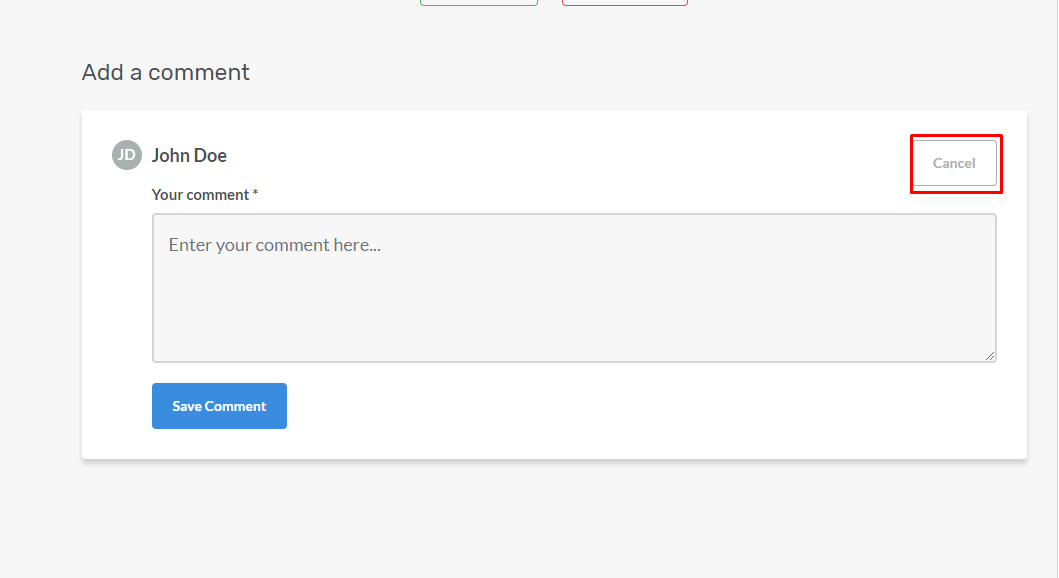 Add a comment
JD John Doe
Cancel
Your comment *
Enter your comment here...
Save Comment